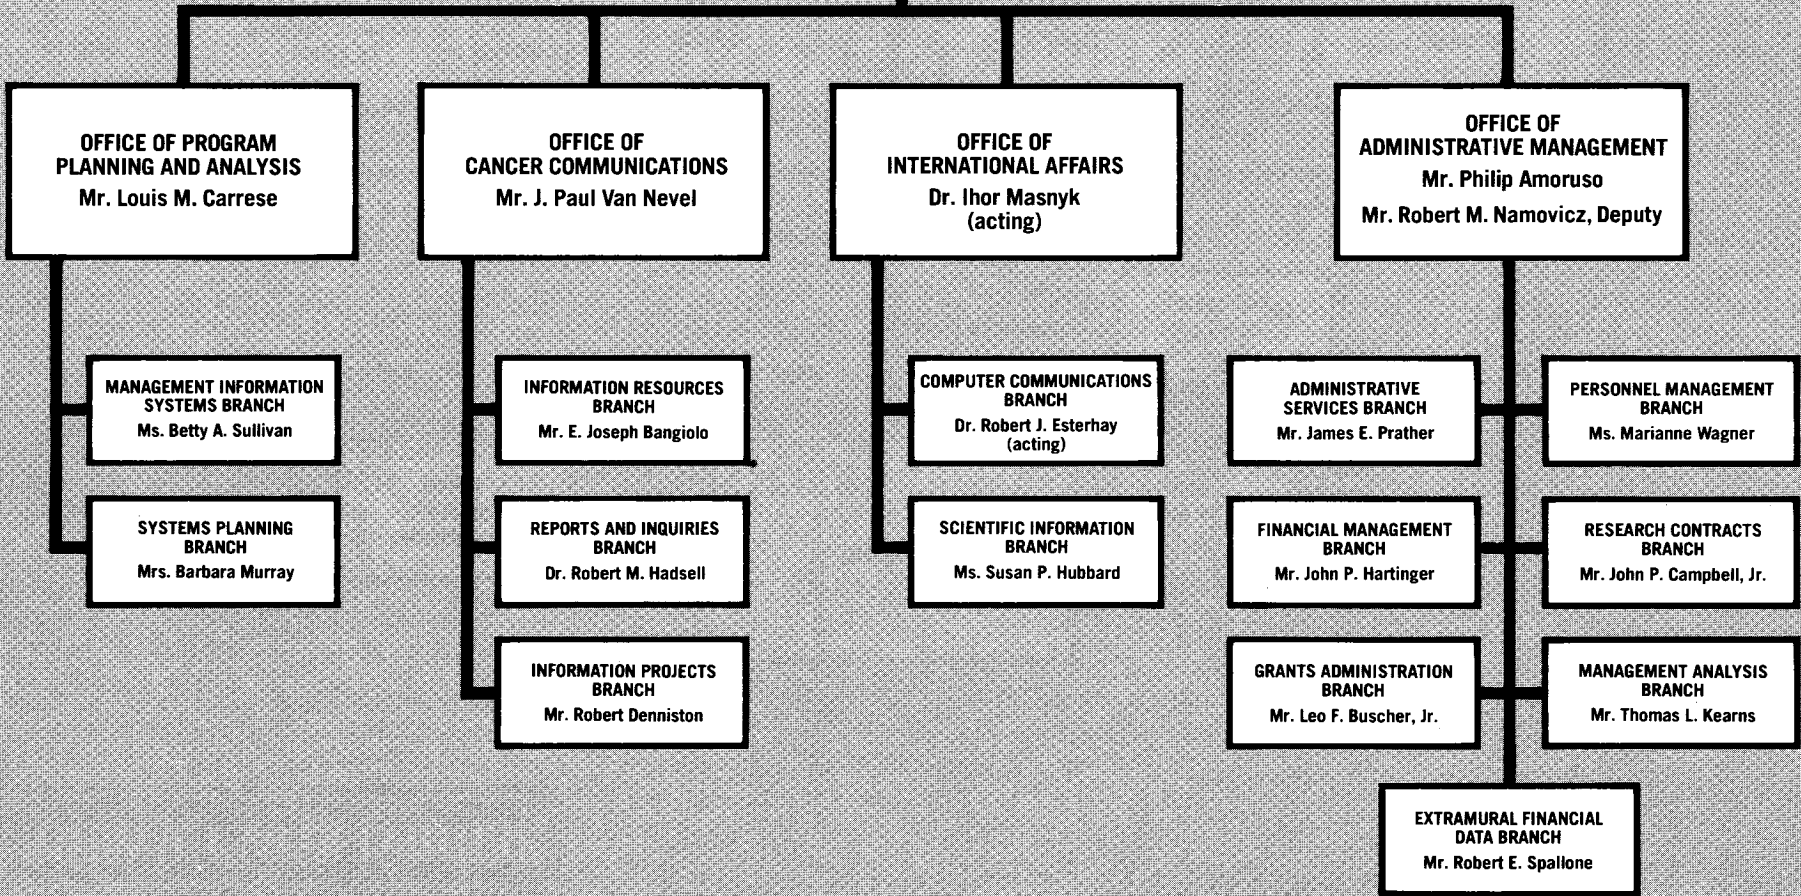 OFFICE OF PROGRAM
PLANNING AND ANALYSIS
Mr. Louis M. Carrese
OFFICE OF
CANCER COMMUNICATIONS
Mr. J. Paul Van Nevel
OFFICE OF
INTERNATIONAL AFFAIRS
Dr. Ihor Masnyk
(acting)
OFFICE OF
ADMINISTRATIVE MANAGEMENT
Mr. Philip Amoruso
Mr. Robert M. Namovicz, Deputy
MANAGEMENT INFORMATION
SYSTEMS BRANCH
Ms. Betty A. Sullivan
SYSTEMS PLANNING
BRANCH
Mrs. Barbara Murray
INFORMATION RESOURCES
BRANCH
Mr. E. Joseph Bangiolo
REPORTS AND INQUIRIES
BRANCH
Dr. Robert M. Hadsell
INFORMATION PROJECTS
BRANCH
Mr. Robert Denniston
COMPUTER COMMUNICATIONS
BRANCH
Dr. Robert J. Esterhay
(acting)
SCIENTIFIC INFORMATION
BRANCH
Ms. Susan P. Hubbard
ADMINISTRATIVE
SERVICES BRANCH
Mr. James E. Prather
PERSONNEL MANAGEMENT
BRANCH
Ms. Marianne Wagner
FINANCIAL MANAGEMENT
BRANCH
Mr. John P. Hartinger
RESEARCH CONTRACTS
BRANCH
Mr. John P. Campbell, Jr.
GRANTS ADMINISTRATION
BRANCH
Mr. Leo F. Buscher, Jr.
MANAGEMENT ANALYSIS
BRANCH
Mr. Thomas L. Kearns
EXTRAMURAL FINANCIAL
DATA BRANCH
Mr. Robert E. Spallone